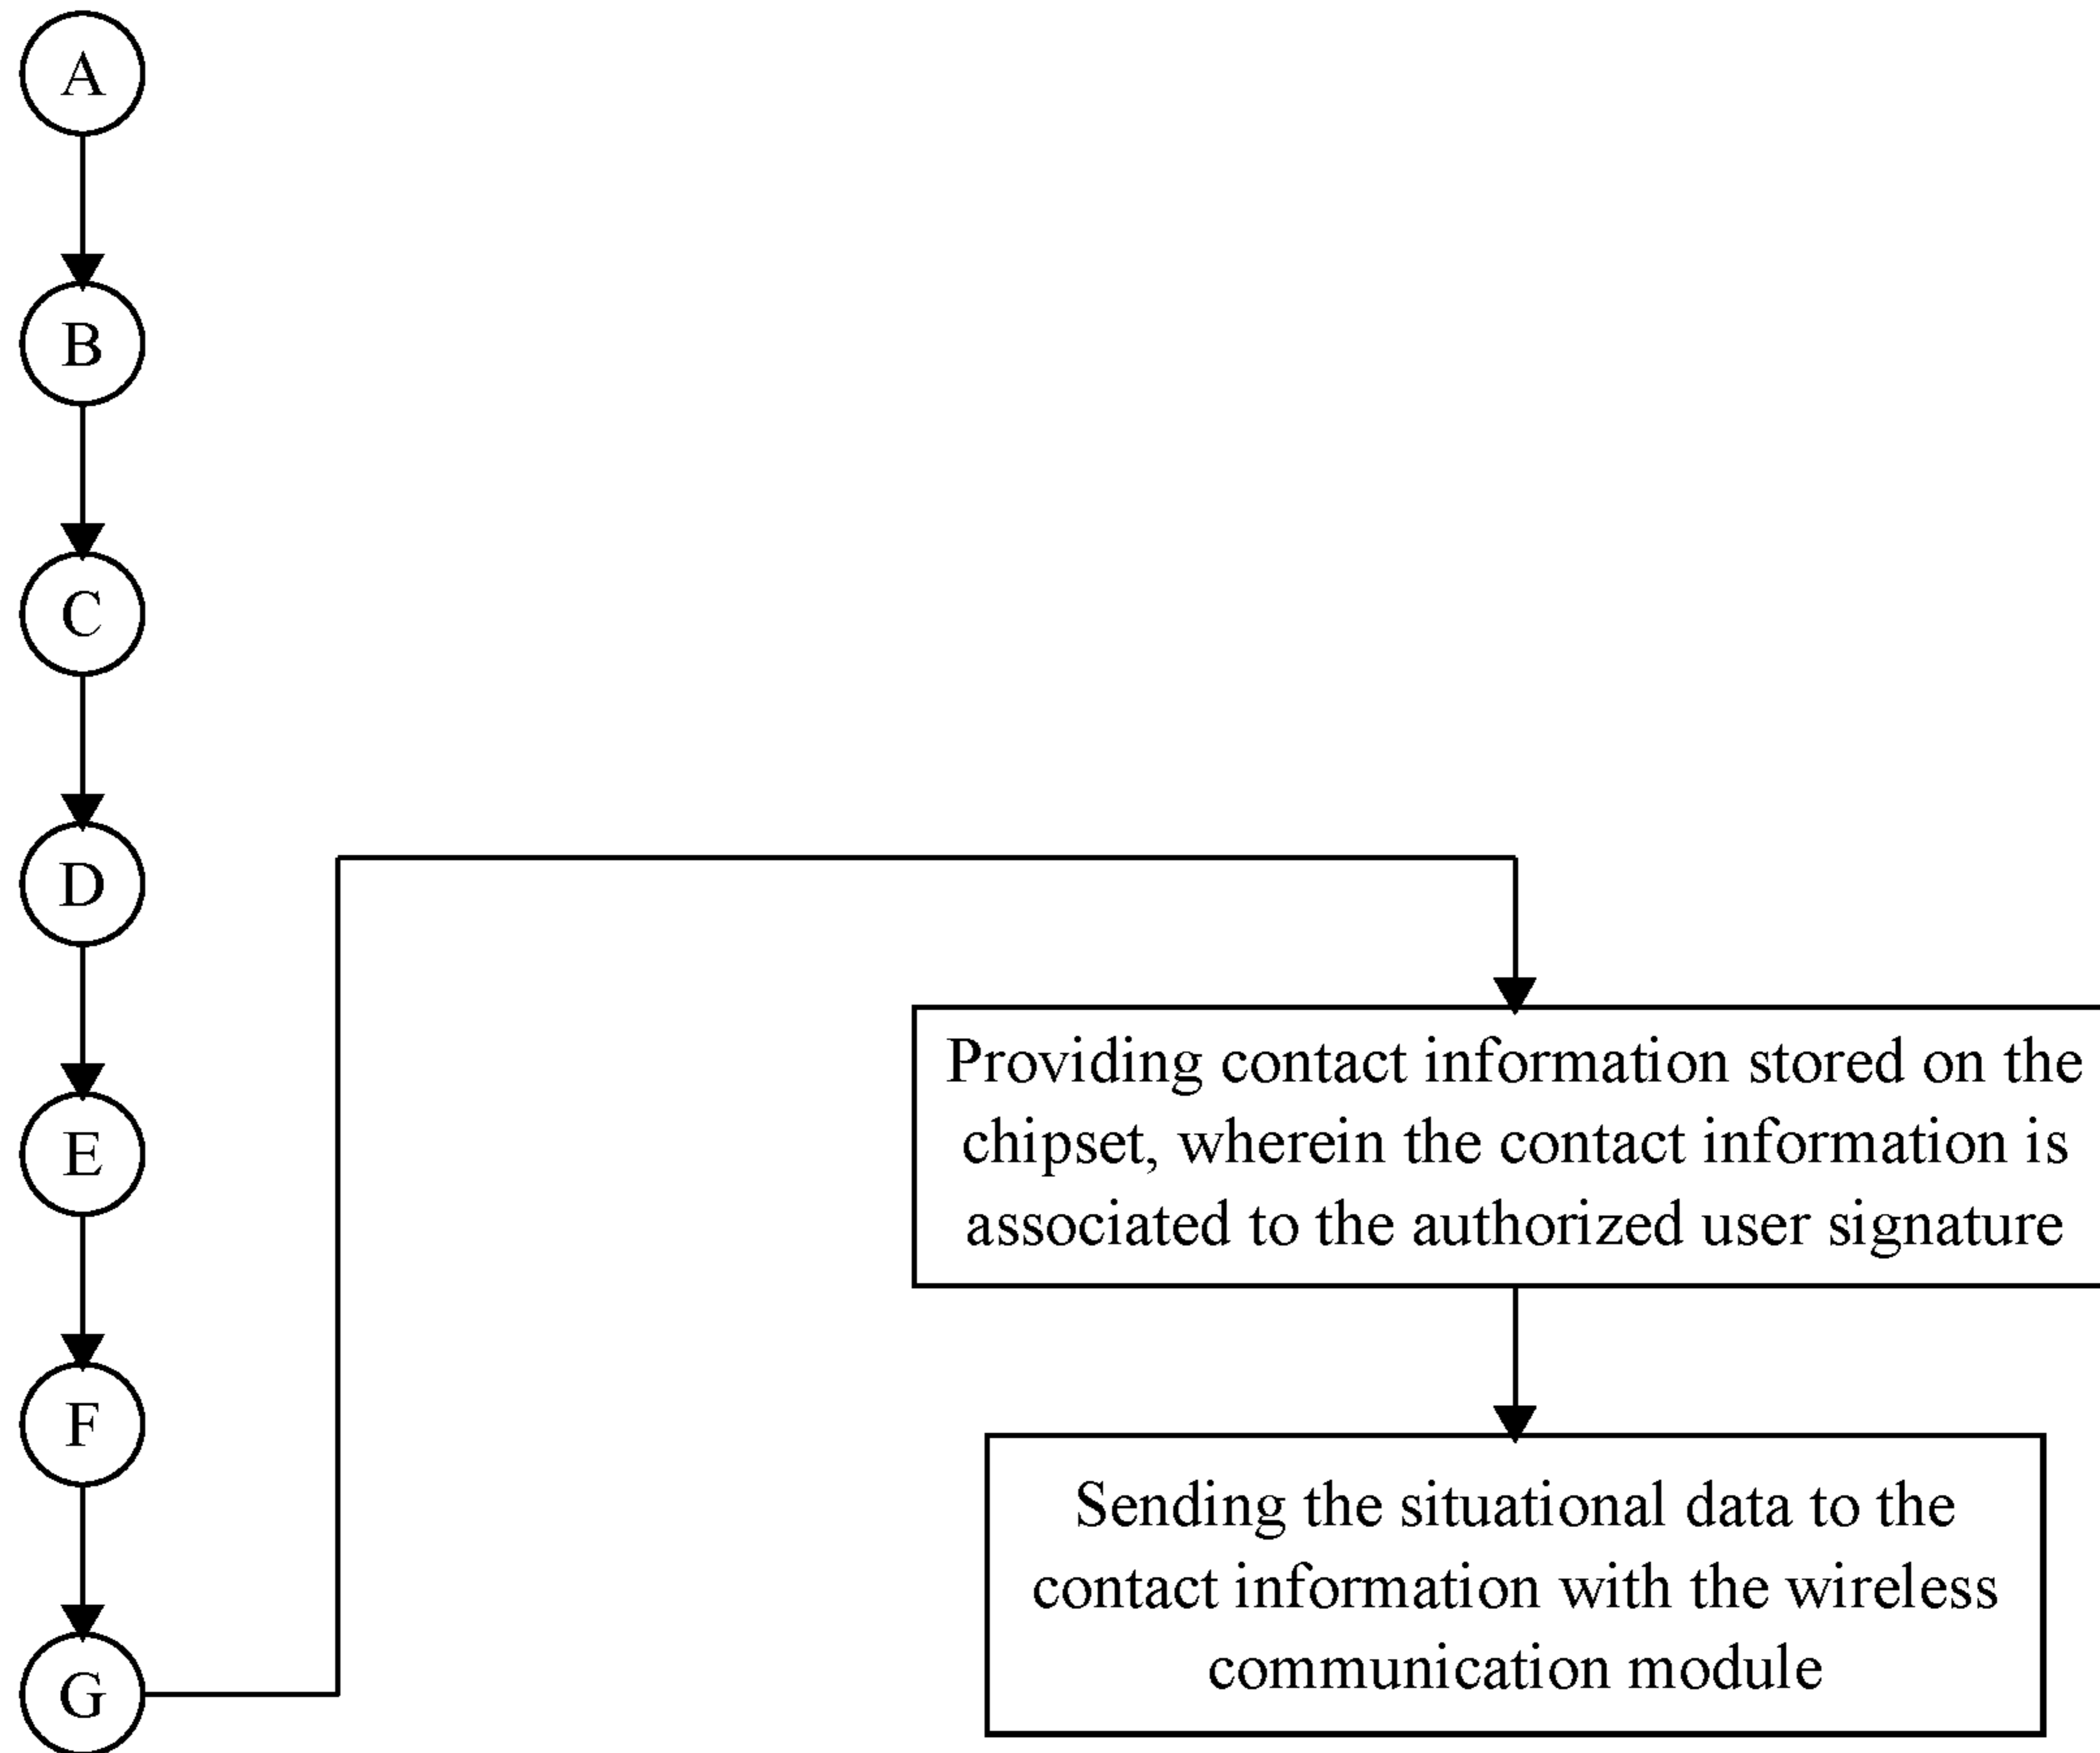 A
B
C
D
E
F
G
Providing contact information stored on the
chipset, wherein the contact information is
associated to the authorized user signature
Sending the situational data to the
contact information with the wireless
communication module